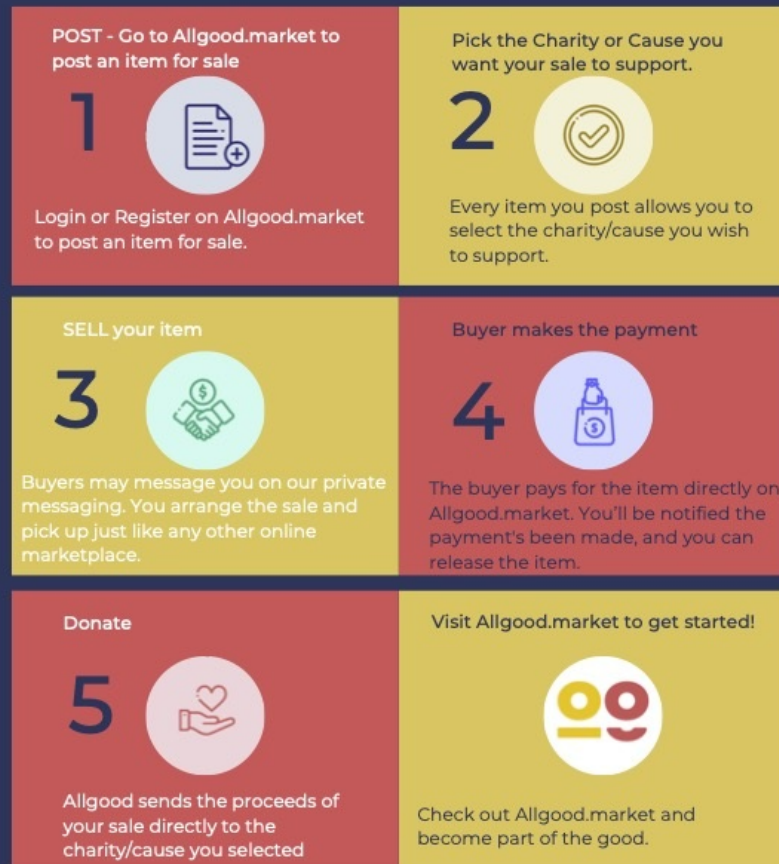 POST - Go to Allgood.market to
post an item for sale
1
Login or Register on Allgood.market
to post an item for sale.
Pick the Charity or Cause you
want your sale to support.
2
Every item you post allows you to
select the charity/cause you wish
to support.
SELL your item
3
Buyers may message you on our private
messaging. You arrange the sale and
pick up just like any other online
marketplace.
Buyer makes the payment
4
The buyer pays for the item directly on
Allgood.market. You'll be notified the
payment's been made, and you can
release the item.
Donate
5
Allgood sends the proceeds of
your sale directly to the
charity/cause you selected
Visit Allgood.market to get started!
Check out Allgood.market and
become part of the good.